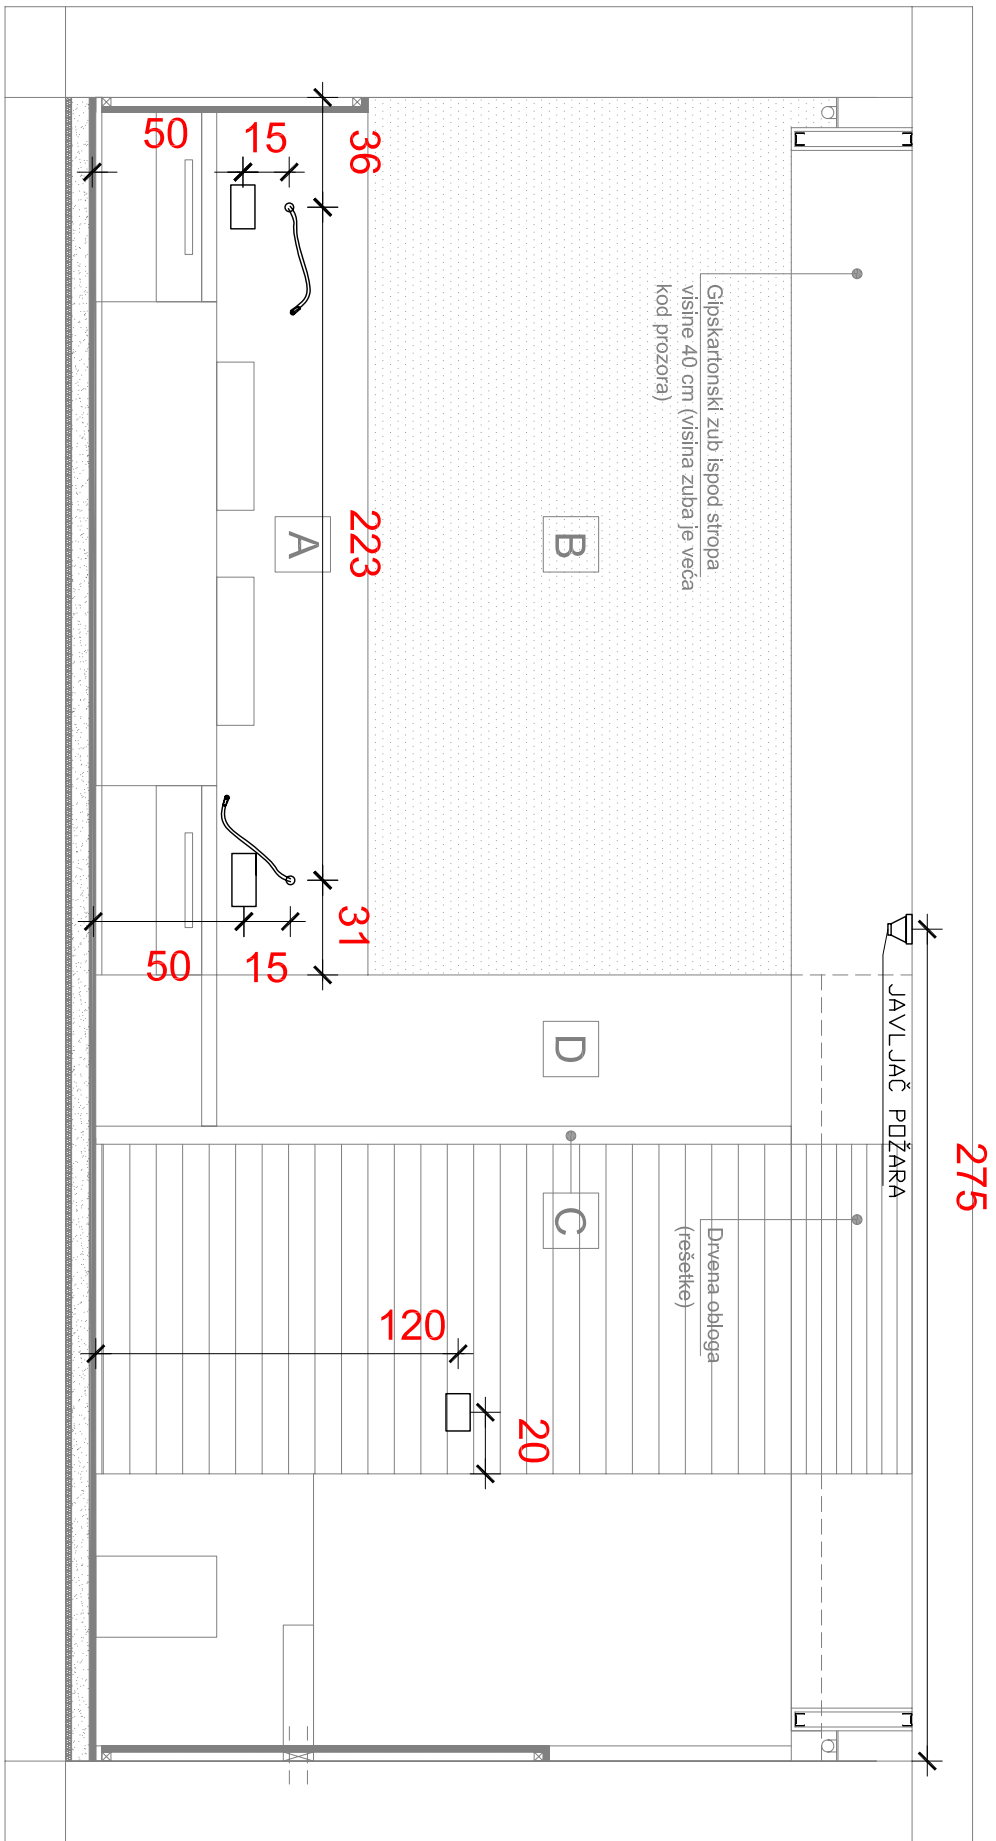 275
JAVLJAČ POŽARA
Gipskartonski zub ispod stropa
visine 40 cm (visina zuba je veća
kod prozora)
Drvena obloga
(rešetke)
B
D
C
20
120
36
223
31
A
15
15
50
50